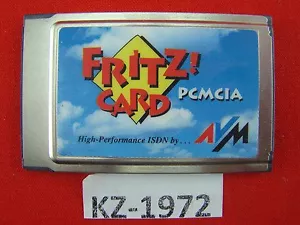 FRITZ!
CARD
PCMCIA
High-Performance ISDN by...
AVM
KZ-1972